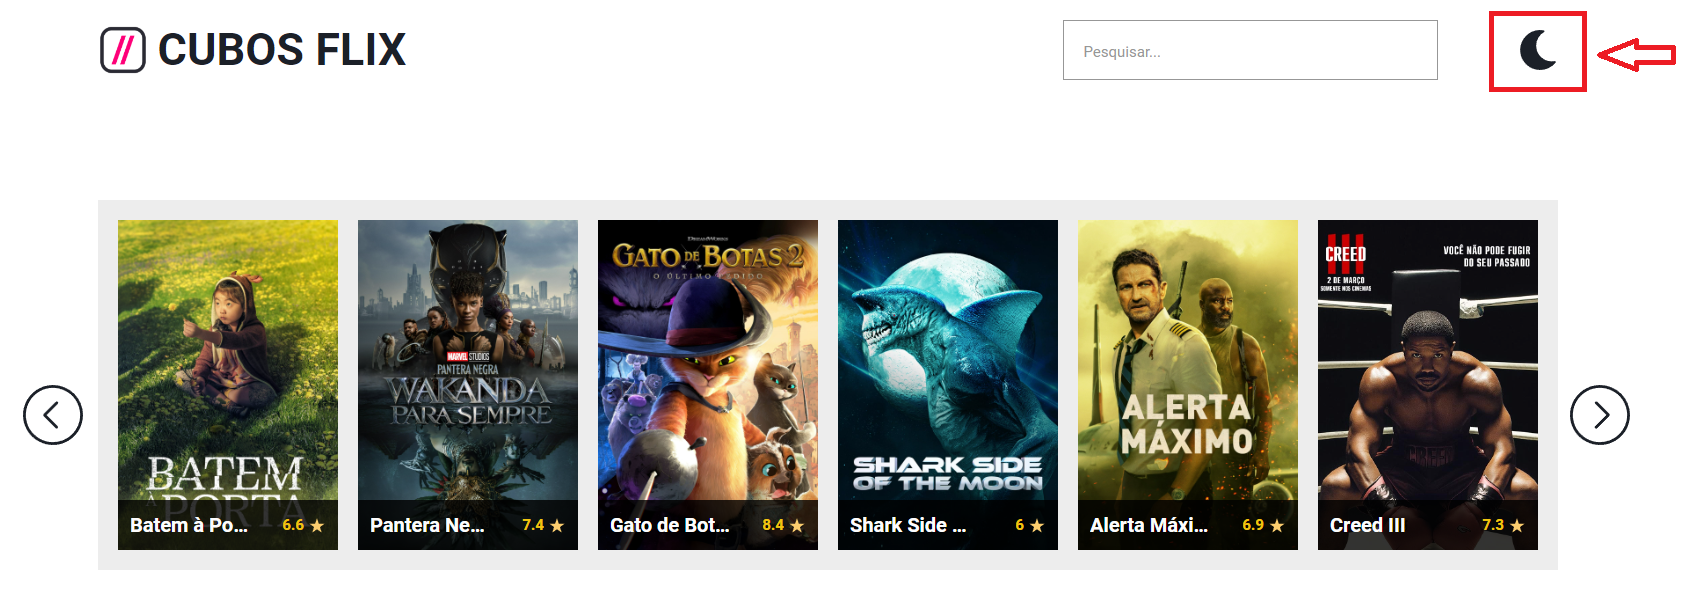 CUBOS FLIX
Pesquisar...
BATEM
À PORTA
Batem à Po... 6.6
MARVEL STUDIOS
PANTERA NEGRA
WAKANDA
PARA SEMPRE
Pantera Ne... 7.4
DREAMWORKS
GATO DE BOTAS 2
O ÚLTIMO PEDIDO
Gato de Bot... 8.4
SHARK SIDE
OF THE MOON
Shark Side ... 6
ALERTA
MÁXIMO
Alerta Máxi... 6.9
CREED
III
2 DE MARÇO
SOMENTE NOS CINEMAS
VOCÊ NÃO PODE FUGIR
DO SEU PASSADO
CREED
Creed III 7.3